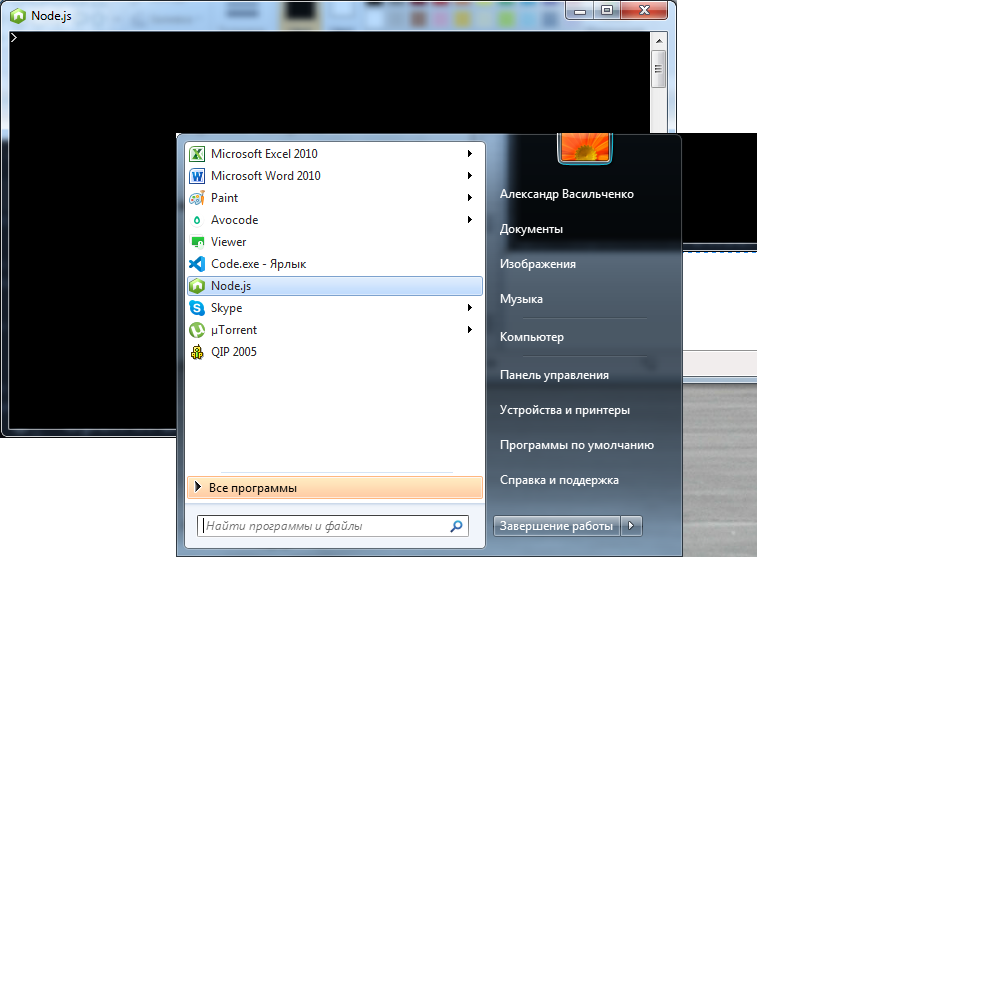 Node.js
>
Microsoft Excel 2010
Microsoft Word 2010
Paint
Avocode
Viewer
Code.exe - Ярлык
Node.js
Skype
µTorrent
QIP 2005
Все программы
Найти программы и файлы
Александр Васильченко
Документы
Изображения
Музыка
Компьютер
Панель управления
Устройства и принтеры
Программы по умолчанию
Справка и поддержка
Завершение работы